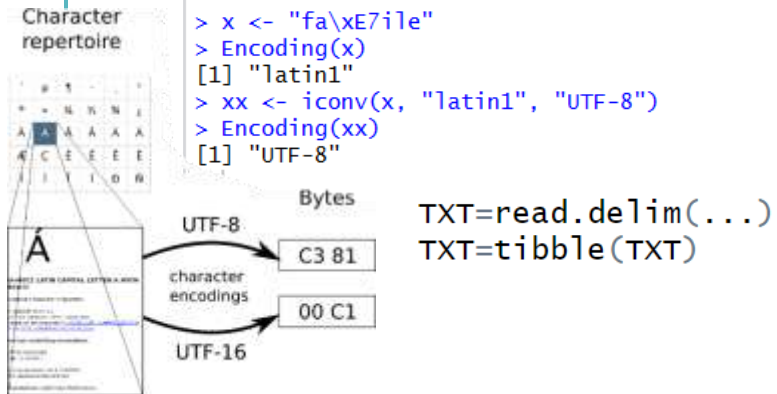 Character
repertoire
> x <- "fa\xE7ile"
> Encoding(x)
[1] "latin1"
> xx <- iconv(x, "latin1", "UTF-8")
> Encoding(xx)
[1] "UTF-8"
Á
UTF-8
character
encodings
UTF-16
Bytes
C3 81
00 C1
TXT=read.delim(...)
TXT=tibble(TXT)